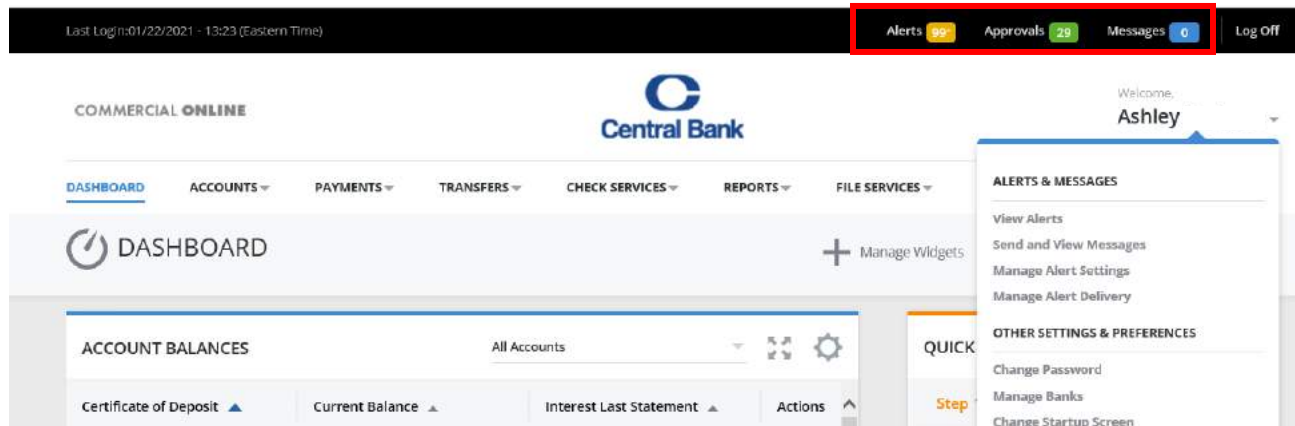 Last Login:01/22/2021 - 13:23 (Eastern Time) Alerts 99+ Approvals 29 Messages 0 Log Off
COMMERCIAL ONLINE
Central Bank
Welcome,
Ashley
DASHBOARD ACCOUNTS PAYMENTS TRANSFERS CHECK SERVICES REPORTS FILE SERVICES
DASHBOARD
Manage Widgets
ALERTS & MESSAGES
View Alerts
Send and View Messages
Manage Alert Settings
Manage Alert Delivery
OTHER SETTINGS & PREFERENCES
Change Password
Manage Banks
Change Startup Screen
ACCOUNT BALANCES All Accounts
Certificate of Deposit Current Balance Interest Last Statement Actions
QUICK
Step